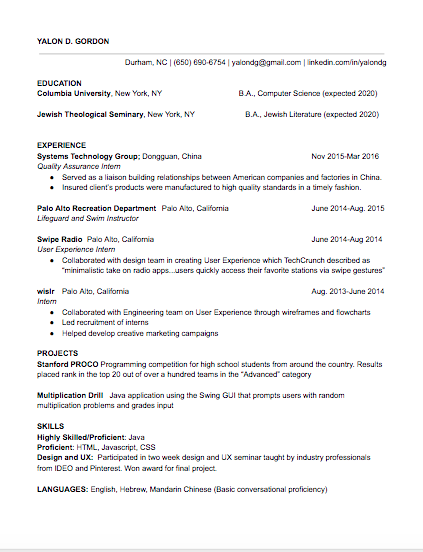 YALON D. GORDON
Durham, NC | (650) 690-6754 | yalondg@gmail.com | linkedin.com/in/yalondg
EDUCATION
Columbia University, New York, NY B.A., Computer Science (expected 2020)
Jewish Theological Seminary, New York, NY B.A., Jewish Literature (expected 2020)
EXPERIENCE
Systems Technology Group; Dongguan, China Nov 2015-Mar 2016
Quality Assurance Intern
● Served as a liaison building relationships between American companies and factories in China.
● Insured client's products were manufactured to high quality standards in a timely fashion.
Palo Alto Recreation Department Palo Alto, California June 2014-Aug. 2015
Lifeguard and Swim Instructor
Swipe Radio Palo Alto, California June 2014-Aug 2014
User Experience Intern
● Collaborated with design team in creating User Experience which TechCrunch described as
"minimalistic take on radio apps...users quickly access their favorite stations via swipe gestures"
wislr Palo Alto, California Aug. 2013-June 2014
Intern
● Collaborated with Engineering team on User Experience through wireframes and flowcharts
● Led recruitment of interns
● Helped develop creative marketing campaigns
PROJECTS
Stanford PROCO Programming competition for high school students from around the country. Results
placed rank in the top 20 out of over a hundred teams in the "Advanced" category
Multiplication Drill Java application using the Swing GUI that prompts users with random
multiplication problems and grades input
SKILLS
Highly Skilled/Proficient: Java
Proficient: HTML, Javascript, CSS
Design and UX: Participated in two week design and UX seminar taught by industry professionals
from IDEO and Pinterest. Won award for final project.
LANGUAGES: English, Hebrew, Mandarin Chinese (Basic conversational proficiency)